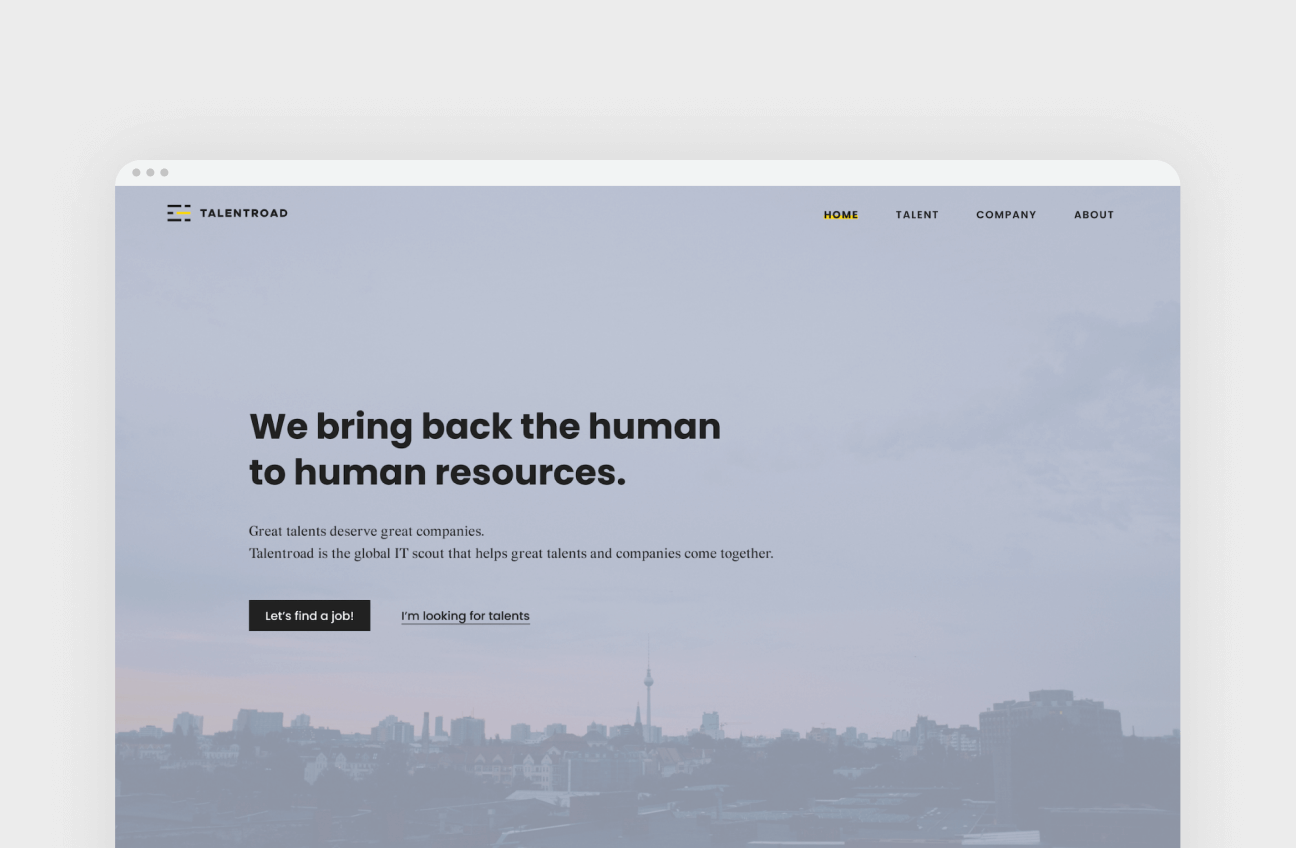 TALENTROAD
HOME TALENT COMPANY ABOUT
We bring back the human
to human resources.
Great talents deserve great companies.
Talentroad is the global IT scout that helps great talents and companies come together.
Let's find a job! I'm looking for talents